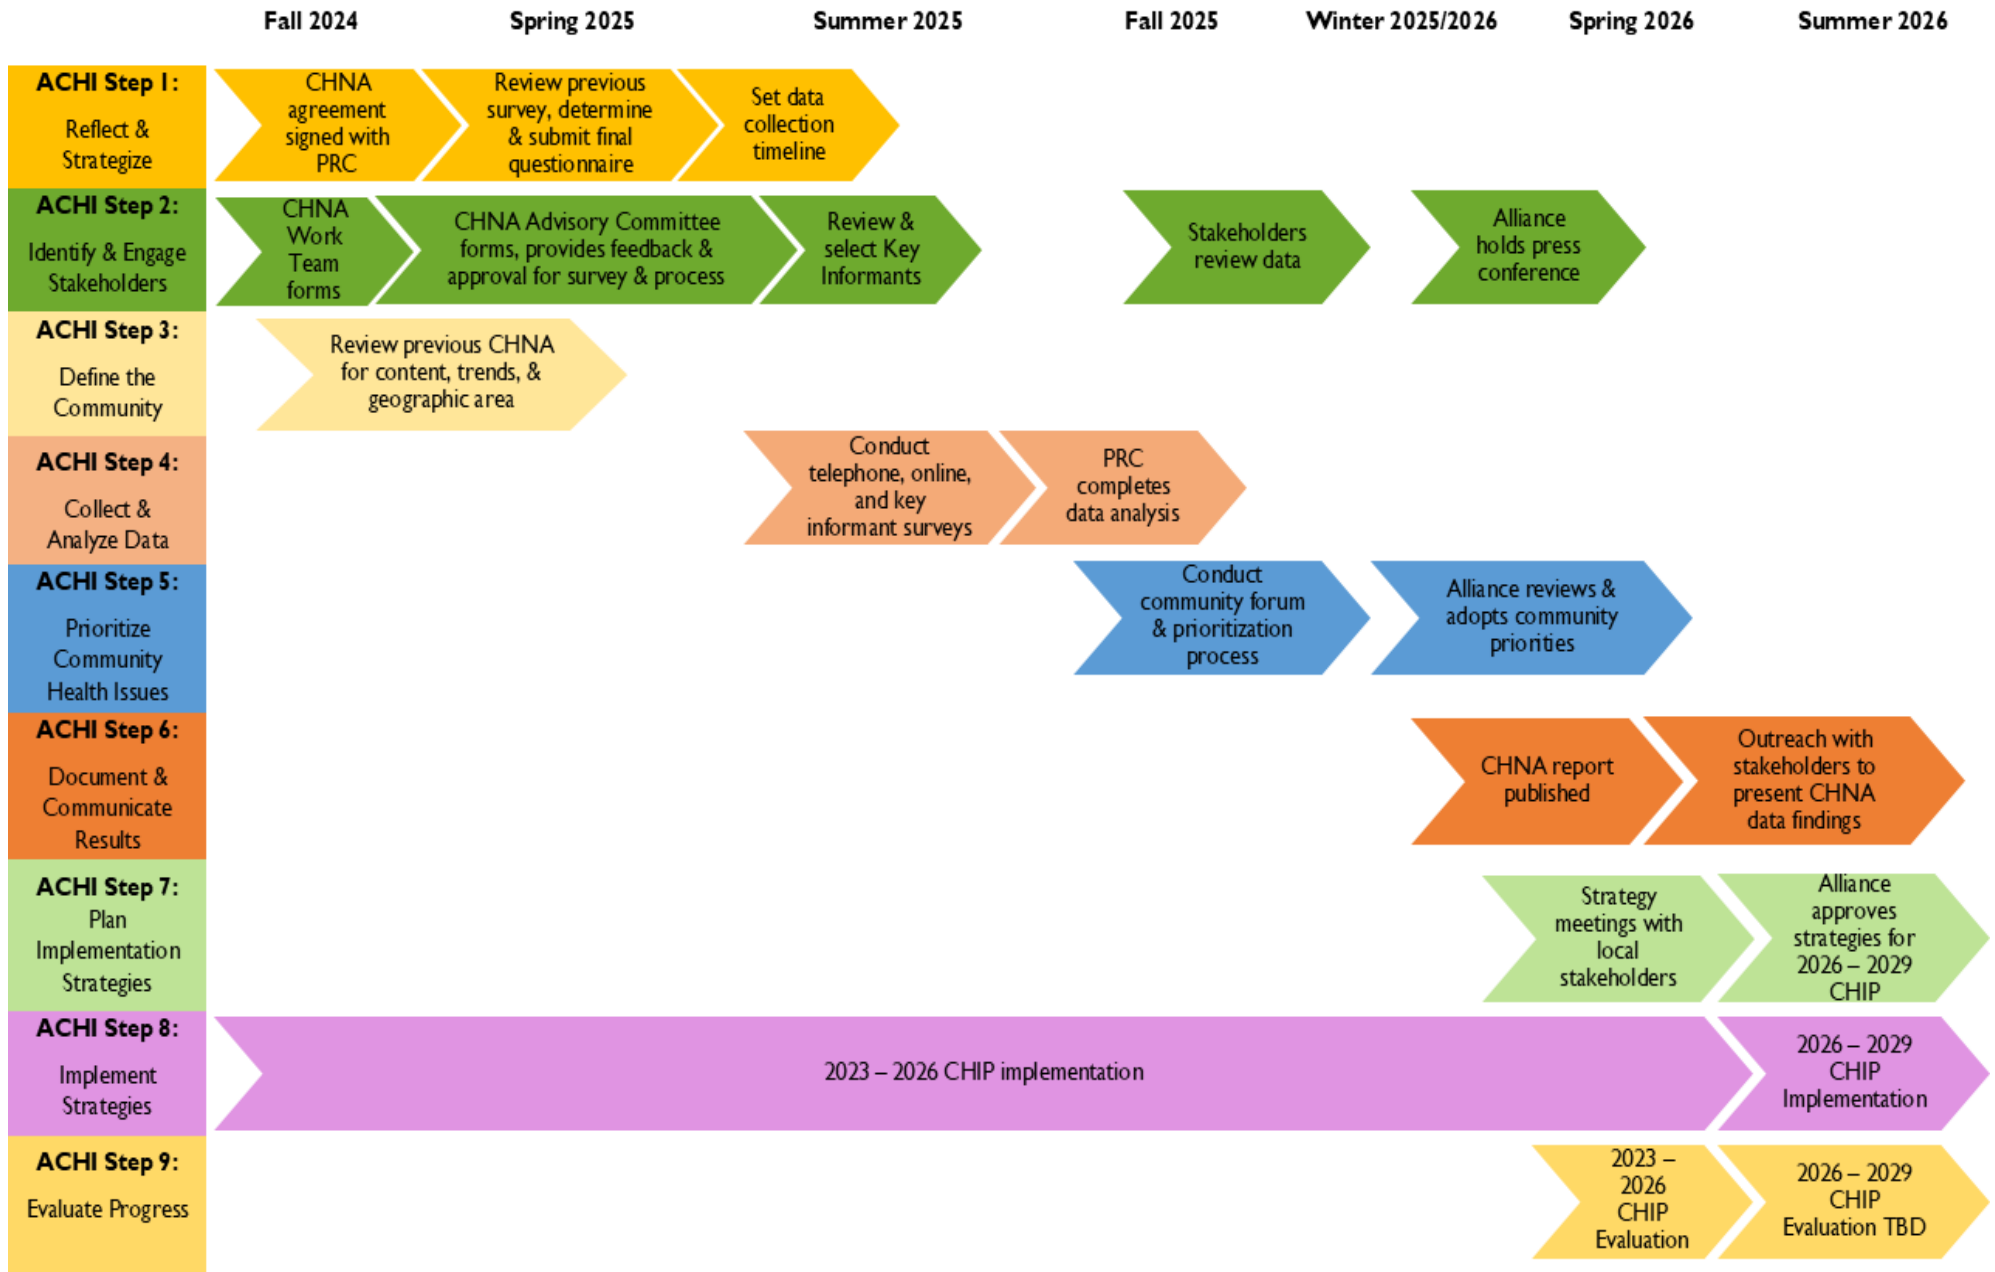 Fall 2024
Spring 2025
Summer 2025
Fall 2025
Winter 2025/2026
Spring 2026
Summer 2026
ACHI Step 1:
Reflect &
Strategize
CHNA
agreement
signed with
PRC
Review previous
survey, determine
& submit final
questionnaire
Set data
collection
timeline
ACHI Step 2:
Identify & Engage
Stakeholders
CHNA
Work
Team
forms
CHNA Advisory Committee
forms, provides feedback &
approval for survey & process
Review &
select Key
Informants
Stakeholders
review data
Alliance
holds press
conference
ACHI Step 3:
Define the
Community
Review previous CHNA
for content, trends, &
geographic area
ACHI Step 4:
Collect &
Analyze Data
Conduct
telephone, online,
and key
informant surveys
PRC
completes
data analysis
ACHI Step 5:
Prioritize
Community
Health Issues
Conduct
community forum
& prioritization
process
Alliance reviews &
adopts community
priorities
ACHI Step 6:
Document &
Communicate
Results
CHNA report
published
Outreach with
stakeholders to
present CHNA
data findings
ACHI Step 7:
Plan
Implementation
Strategies
Strategy
meetings with
local
stakeholders
Alliance
approves
strategies for
2026 – 2029
CHIP
ACHI Step 8:
Implement
Strategies
2023 – 2026 CHIP implementation
2026 – 2029
CHIP
Implementation
ACHI Step 9:
Evaluate Progress
2023 –
2026
CHIP
Evaluation
2026 – 2029
CHIP
Evaluation TBD